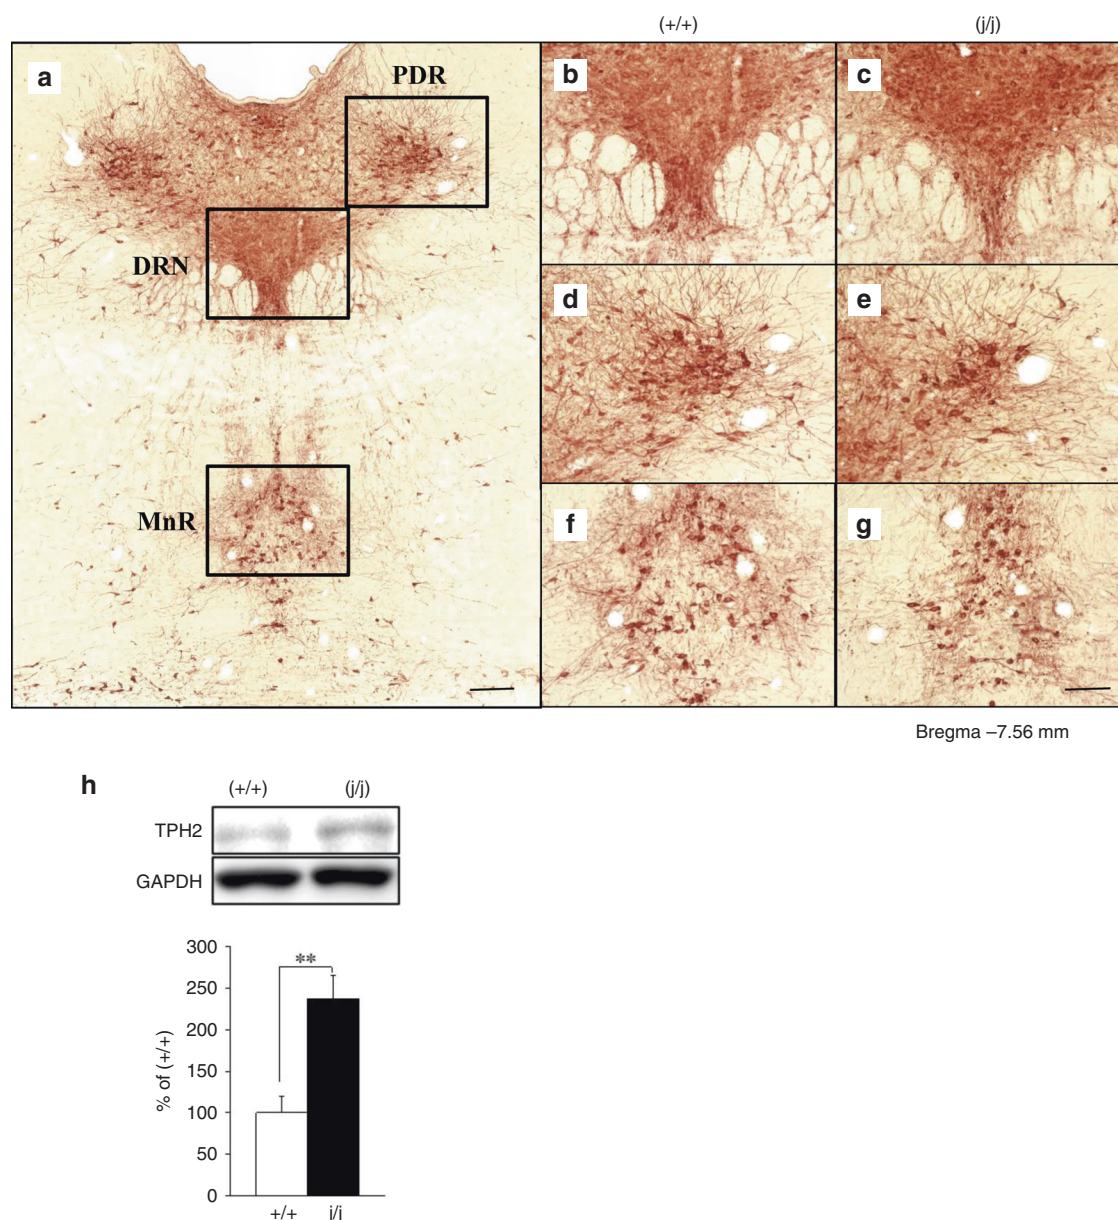 (+/+) (j/j)
a
PDR
DRN
MnR
b
c
d
e
f
g
Bregma –7.56 mm
h
(+/+) (j/j)
TPH2
GAPDH
% of (+/+)
300
250
200
150
100
50
0
**
+/+ j/j